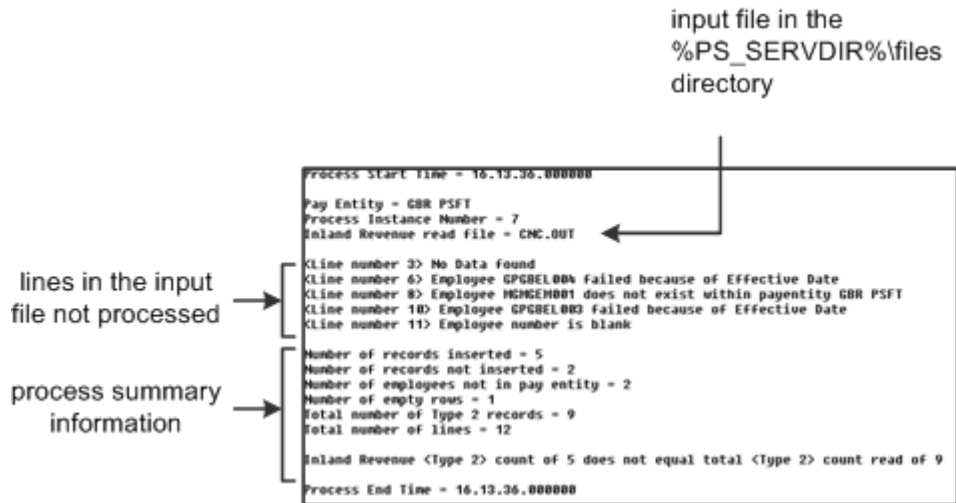 input file in the
%PS_SERVDIR%\files
directory
Process Start Time = 16.13.36.000000
Pay Entity = GBR PSFT
Process Instance Number = 7
Inland Revenue read file = CNC.OUT
lines in the input
file not processed
<Line number 3> No Data found
<Line number 6> Employee GPGBEL004 failed because of Effective Date
<Line number 8> Employee MGMGEM001 does not exist within payentity GBR PSFT
<Line number 10> Employee GPGBEL003 failed because of Effective Date
<Line number 11> Employee number is blank
process summary
information
Number of records inserted = 5
Number of records not inserted = 2
Number of employees not in pay entity = 2
Number of empty rows = 1
Total number of Type 2 records = 9
Total number of lines = 12
Inland Revenue <Type 2> count of 5 does not equal total <Type 2> count read of 9
Process End Time = 16.13.36.000000